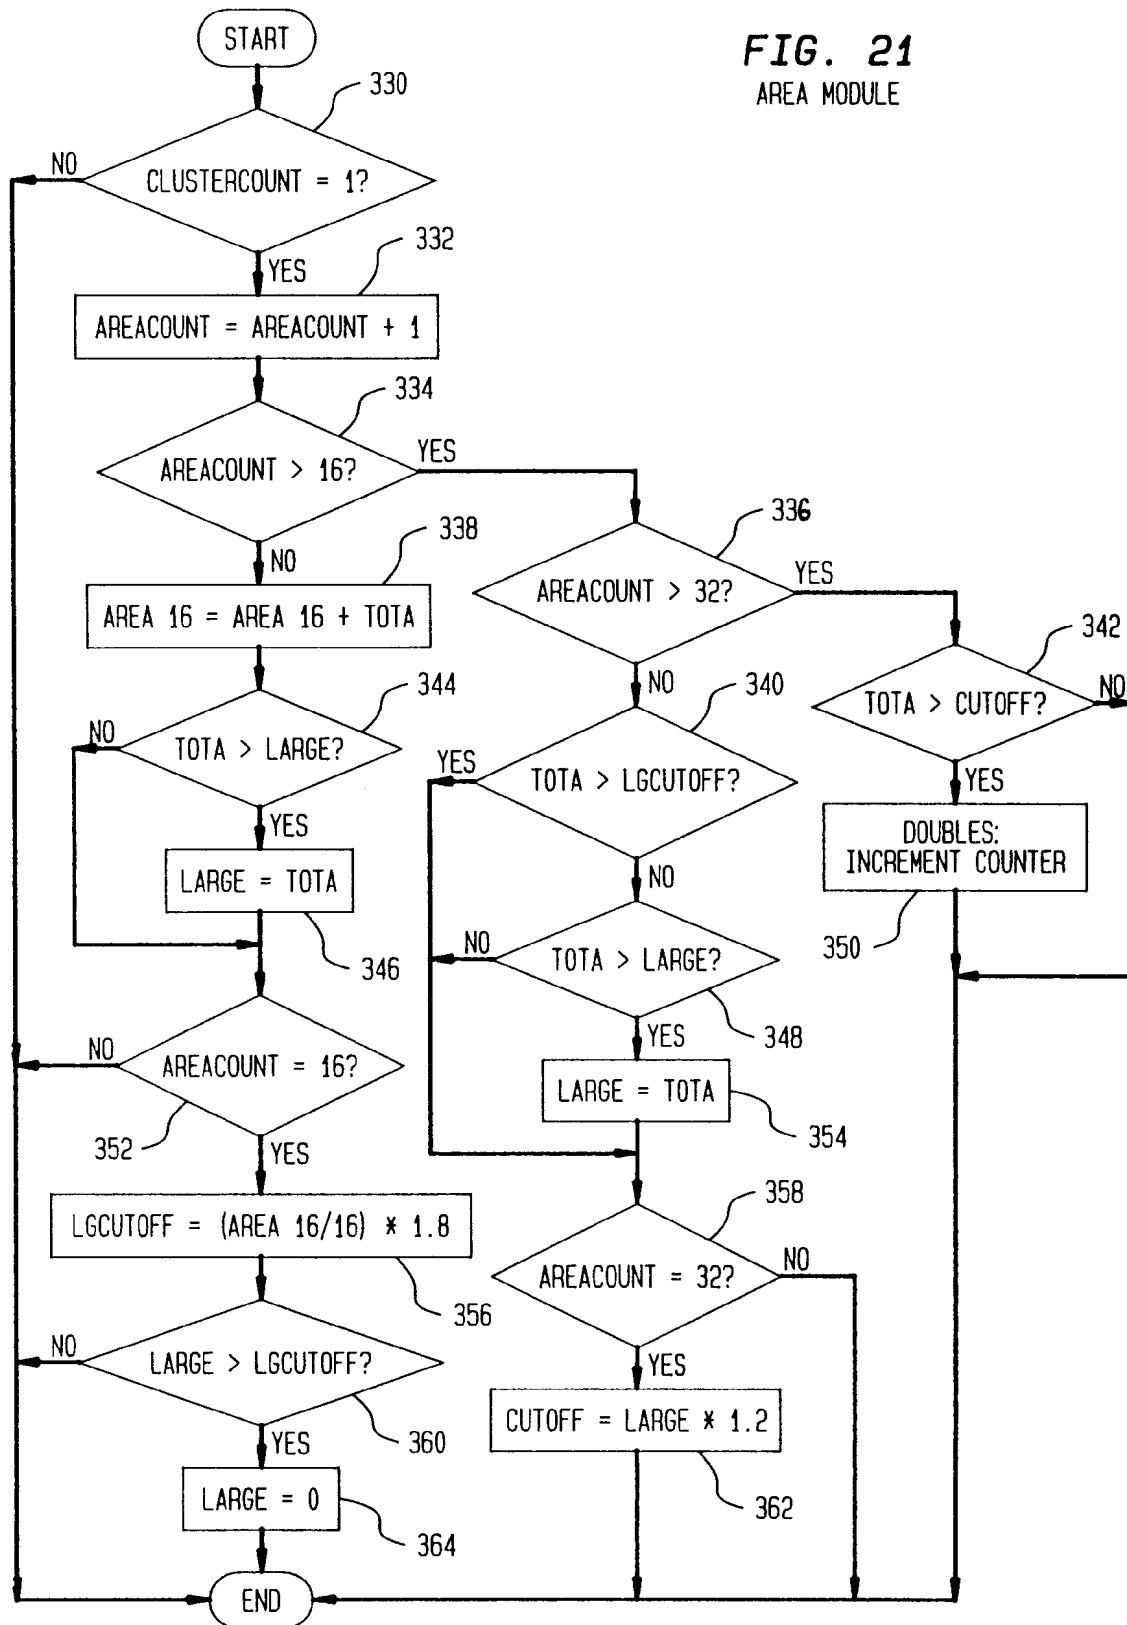 START
FIG. 21
AREA MODULE
330
NO
CLUSTERCOUNT = 1?
332
YES
AREACOUNT = AREACOUNT + 1
334
YES
AREACOUNT > 16?
336
338
NO
YES
AREACOUNT > 32?
AREA 16 = AREA 16 + TOTA
342
344
NO
340
NO
TOTA > CUTOFF?
NO
TOTA > LARGE?
YES
TOTA > LGCUTOFF?
YES
YES
DOUBLES:
INCREMENT COUNTER
LARGE = TOTA
NO
350
346
NO
TOTA > LARGE?
348
NO
AREACOUNT = 16?
YES
LARGE = TOTA
354
352
YES
358
LGCUTOFF = (AREA 16/16) * 1.8
NO
AREACOUNT = 32?
356
NO
LARGE > LGCUTOFF?
YES
CUTOFF = LARGE * 1.2
360
YES
362
LARGE = 0
364
END